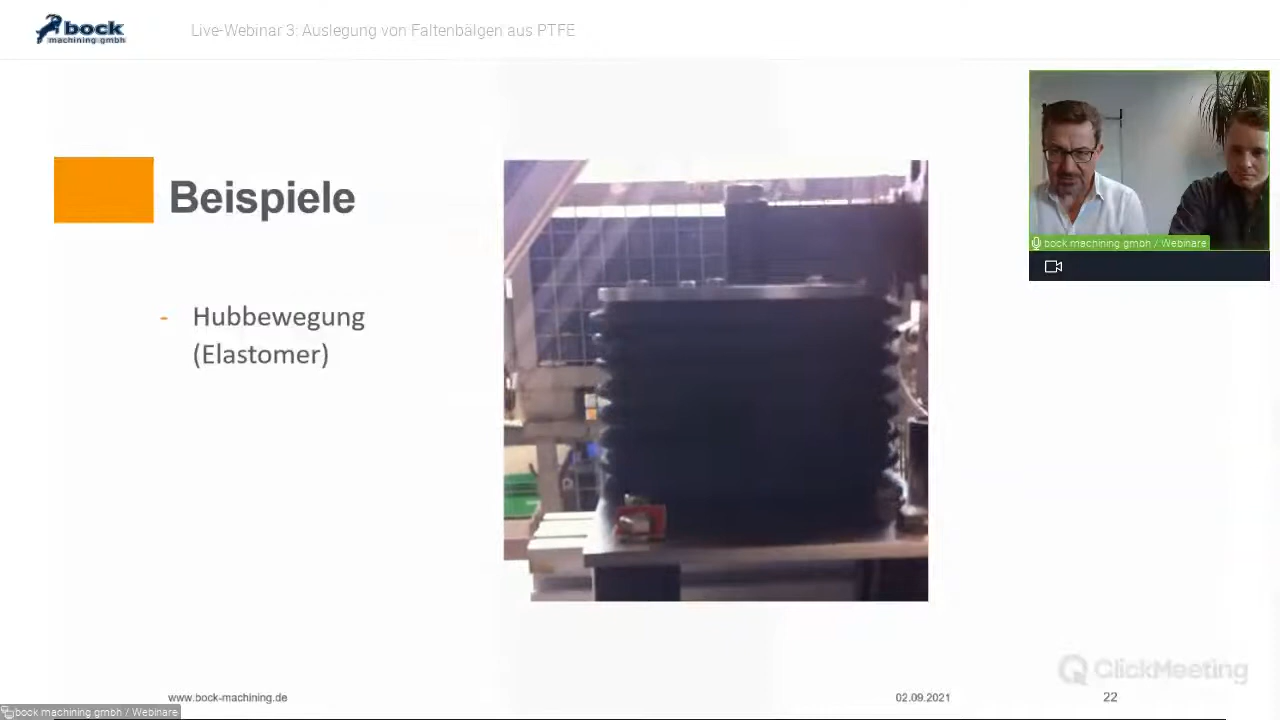 bock
machining gmbh
Live-Webinar 3: Auslegung von Faltenbälgen aus PTFE
bock machining gmbh / Webinare
Beispiele
- Hubbewegung
(Elastomer)
ClickMeeting
www.bock-machining.de
02.09.2021
22
bock machining gmbh / Webinare